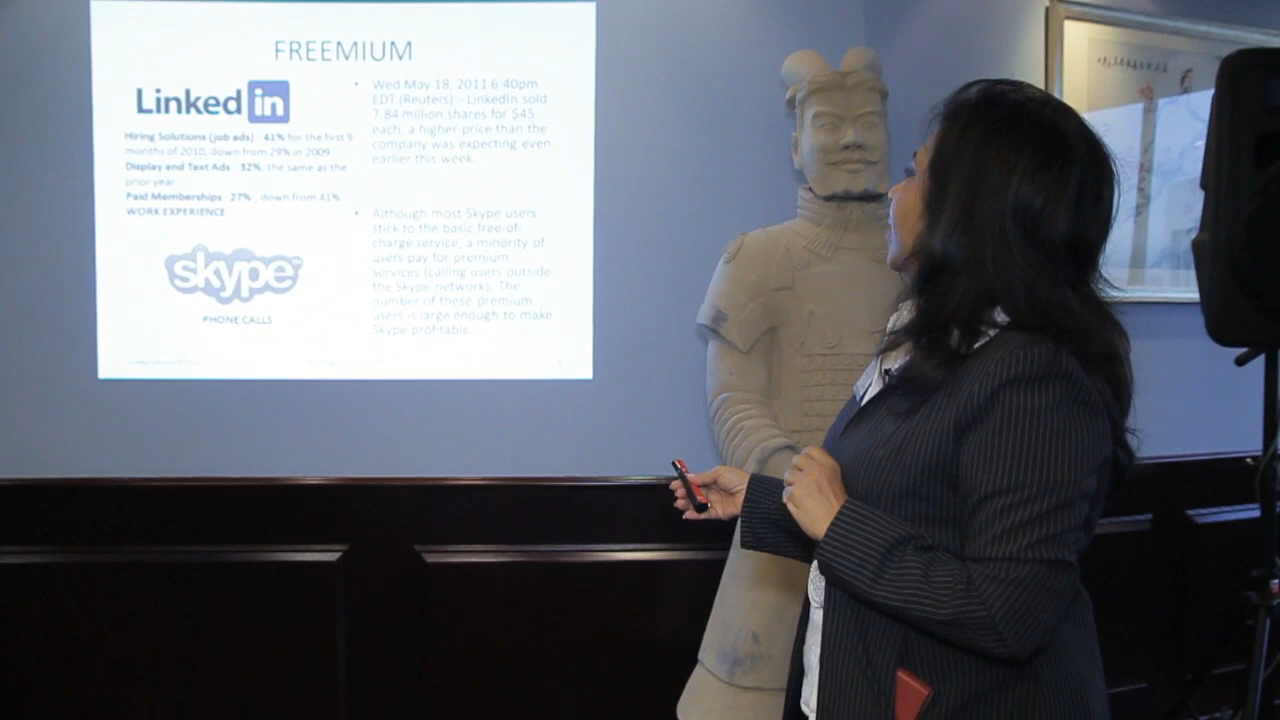 FREEMIUM
Linked in
Hiring Solutions (job ads) - 41% for the first 9
months of 2010, down from 29% in 2009
Display and Text Ads - 32%, the same as the
prior year
Paid Memberships - 27% , down from 41%
WORK EXPERIENCE
skype
PHONE CALLS
• Wed May 18, 2011 6:40pm
EDT (Reuters) - LinkedIn sold
7.84 million shares for $45
each, a higher price than the
company was expecting even
earlier this week.
• Although most Skype users
stick to the basic free-of-
charge service, a minority of
users pay for premium
services (calling users outside
the Skype network). The
number of these premium
users is large enough to make
Skype profitable.